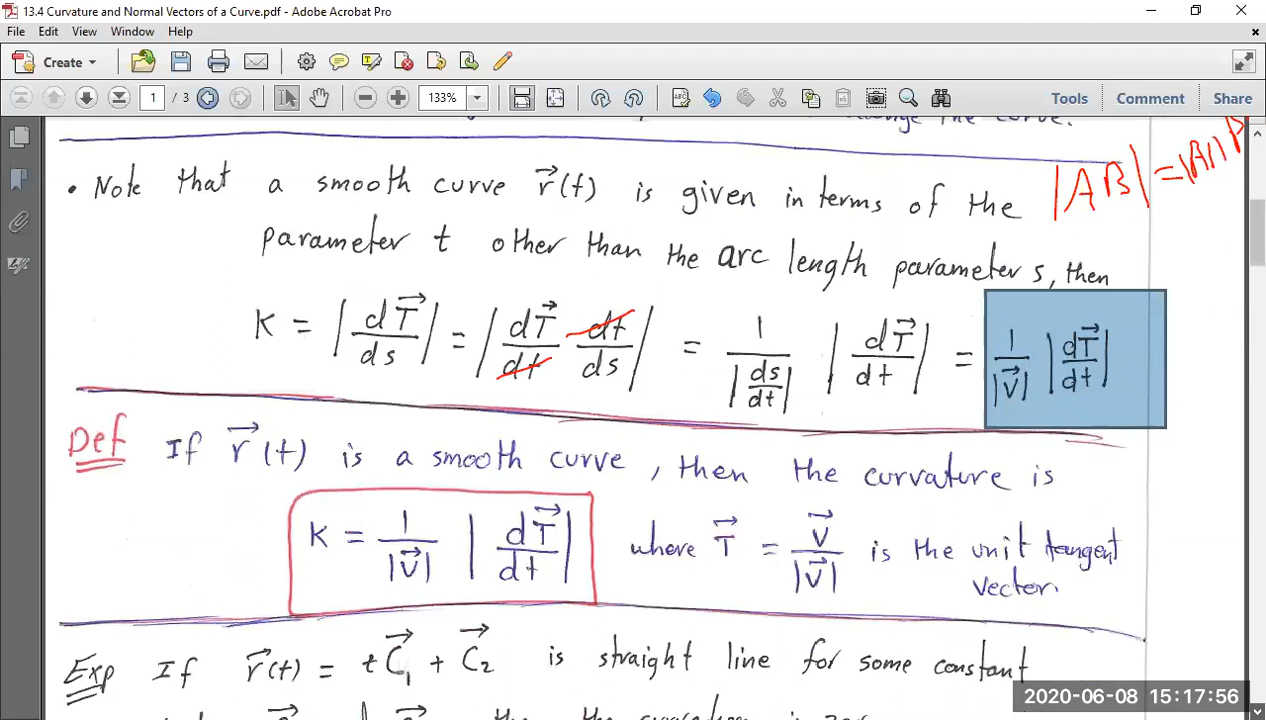 13.4 Curvature and Normal Vectors of a Curve.pdf - Adobe Acrobat Pro
File Edit View Window Help
Create
1 / 3 133% Tools Comment Share
change the curve.
• Note that a smooth curve r⃗(t) is given in terms of the |AB| = |A||B
parameter t other than the arc length parameter s, then
K = |dT⃗/ds| = |dT⃗/dt dt/ds| = 1/|ds/dt| |dT⃗/dt| = 1/|v⃗| |dT⃗/dt|
Def If r⃗(t) is a smooth curve, then the curvature is
K = 1/|v⃗| |dT⃗/dt| where T⃗ = v⃗/|v⃗| is the unit tangent
vector.
Exp If r⃗(t) = t C⃗₁ + C⃗₂ is straight line for some constant
2020-06-08 15:17:56